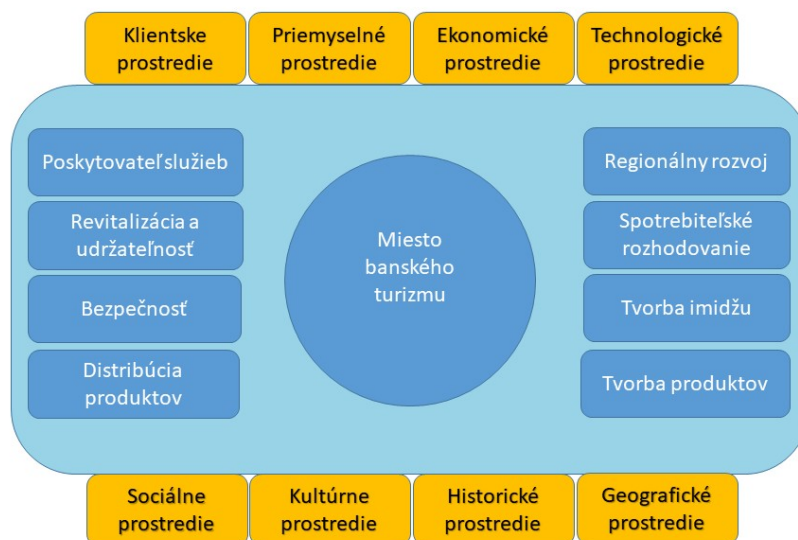 Klientske
prostredie
Priemyselné
prostredie
Ekonomické
prostredie
Technologické
prostredie
Poskytovateľ služieb
Revitalizácia a
udržateľnosť
Bezpečnosť
Distribúcia
produktov
Miesto
banského
turizmu
Regionálny rozvoj
Spotrebiteľské
rozhodovanie
Tvorba imidžu
Tvorba produktov
Sociálne
prostredie
Kultúrne
prostredie
Historické
prostredie
Geografické
prostredie